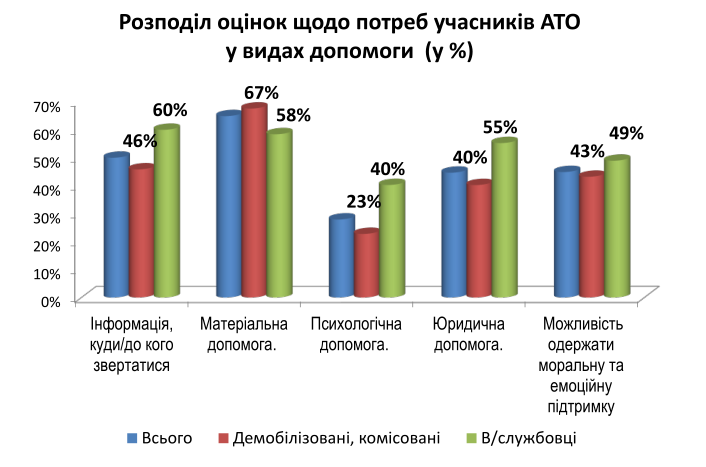 Розподіл оцінок щодо потреб учасників АТО
у видах допомоги (у %)
70%
60%
50%
40%
30%
20%
10%
0%
46%
60%
67%
58%
23%
40%
40%
55%
43%
49%
Інформація,
куди/до кого
звертатися
Матеріальна
допомога.
Психологічна
допомога.
Юридична
допомога.
Можливість
одержати
моральну та
емоційну
підтримку
Всього
Демобілізовані, комісовані
В/службовці